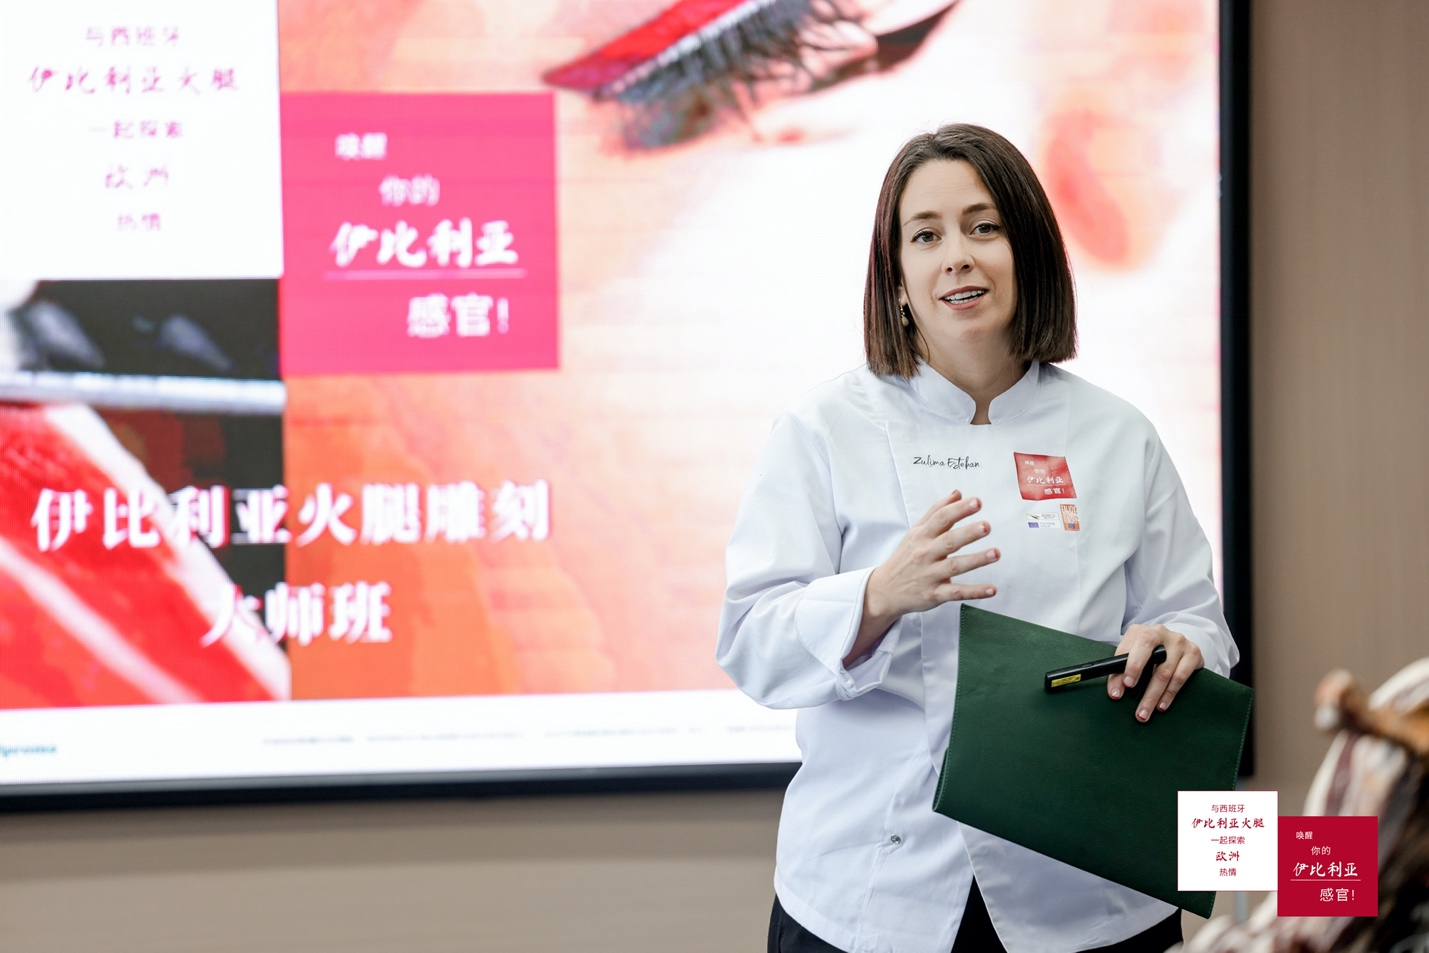 与西班牙
伊比利亚火腿
一起探索
欧洲
热情
唤醒
你的
伊比利亚
感官!
伊比利亚火腿雕刻
大师班
Zulima Esteban
唤醒
你的
伊比利亚
感官!
与西班牙
伊比利亚火腿
一起探索
欧洲
热情
唤醒
你的
伊比利亚
感官!